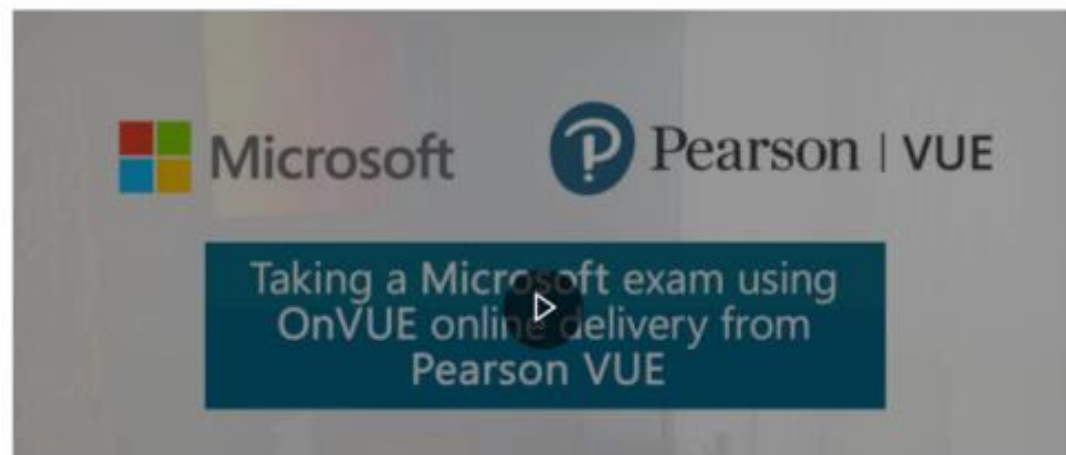 Microsoft
Pearson | VUE
Taking a Microsoft exam using
OnVUE online delivery from
Pearson VUE